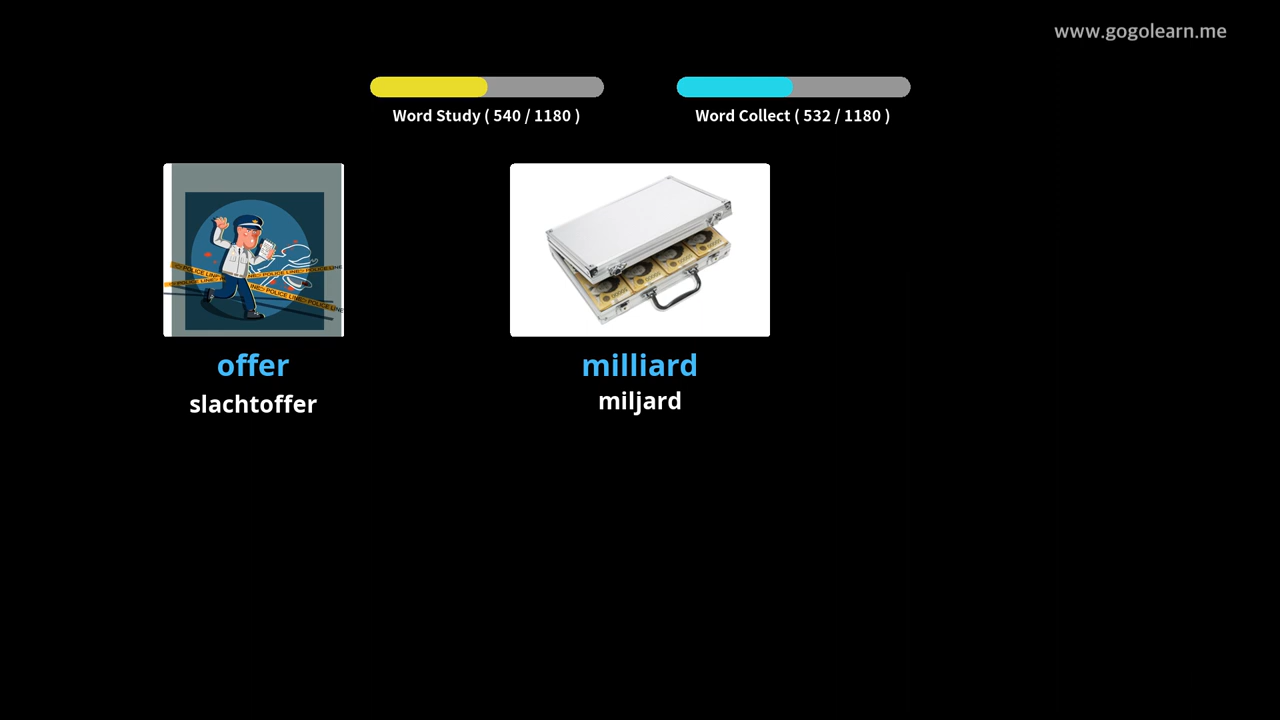 www.gogolearn.me
Word Study ( 540 / 1180 )
Word Collect ( 532 / 1180 )
offer
slachtoffer
milliard
miljard